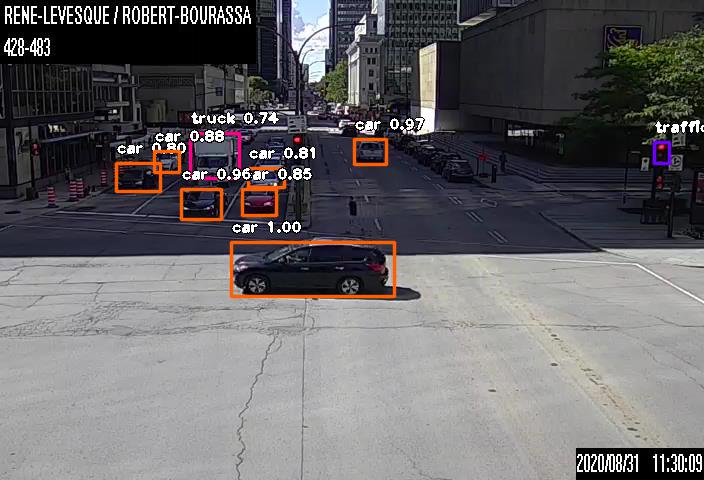 RENE-LEVESQUE / ROBERT-BOURASSA
428-483
truck 0.74
car 0.97
traffic
car 0.88
car 0.80
car 0.81
car 0.96
car 0.85
car 1.00
2020/08/31 11:30:09